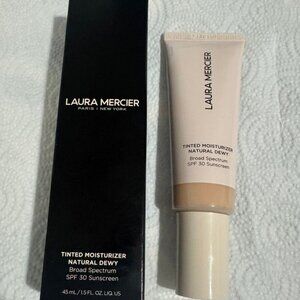 LAURA MERCIER
PARIS | NEW YORK
TINTED MOISTURIZER
NATURAL DEWY
Broad Spectrum
SPF 30 Sunscreen
45 mL / 1.5 FL. OZ. LIQ. US
LAURA MERCIER
TINTED MOISTURIZER
NATURAL DEWY
Broad Spectrum
SPF 30 Sunscreen